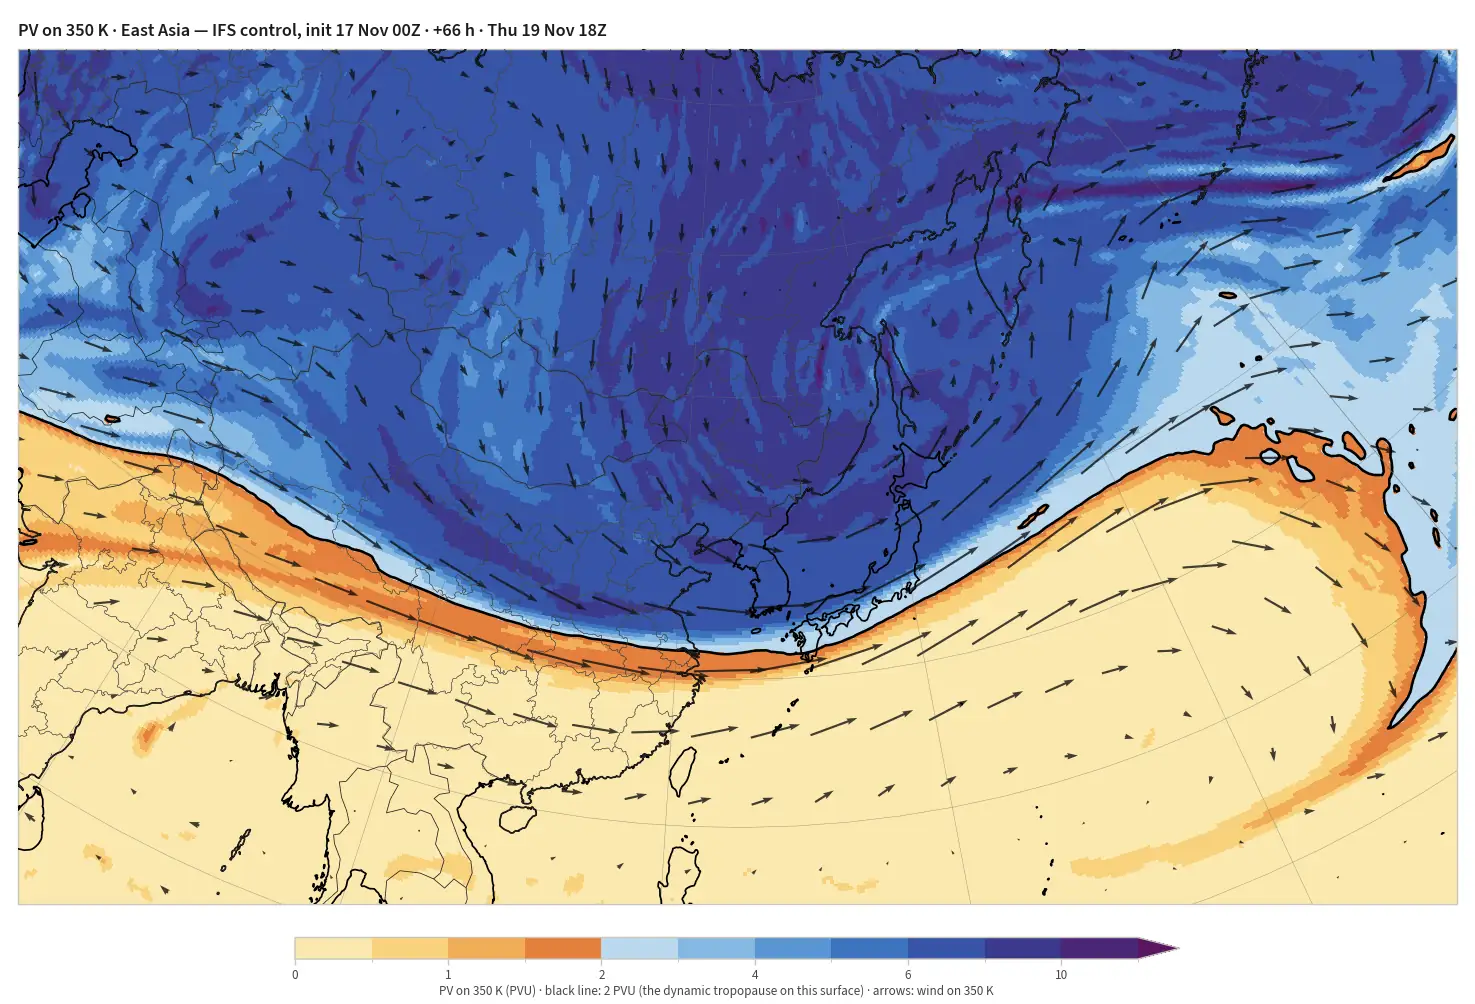 PV on 350 K · East Asia — IFS control, init 17 Nov 00Z · +66 h · Thu 19 Nov 18Z
0 1 2 4 6 10
PV on 350 K (PVU) · black line: 2 PVU (the dynamic tropopause on this surface) · arrows: wind on 350 K